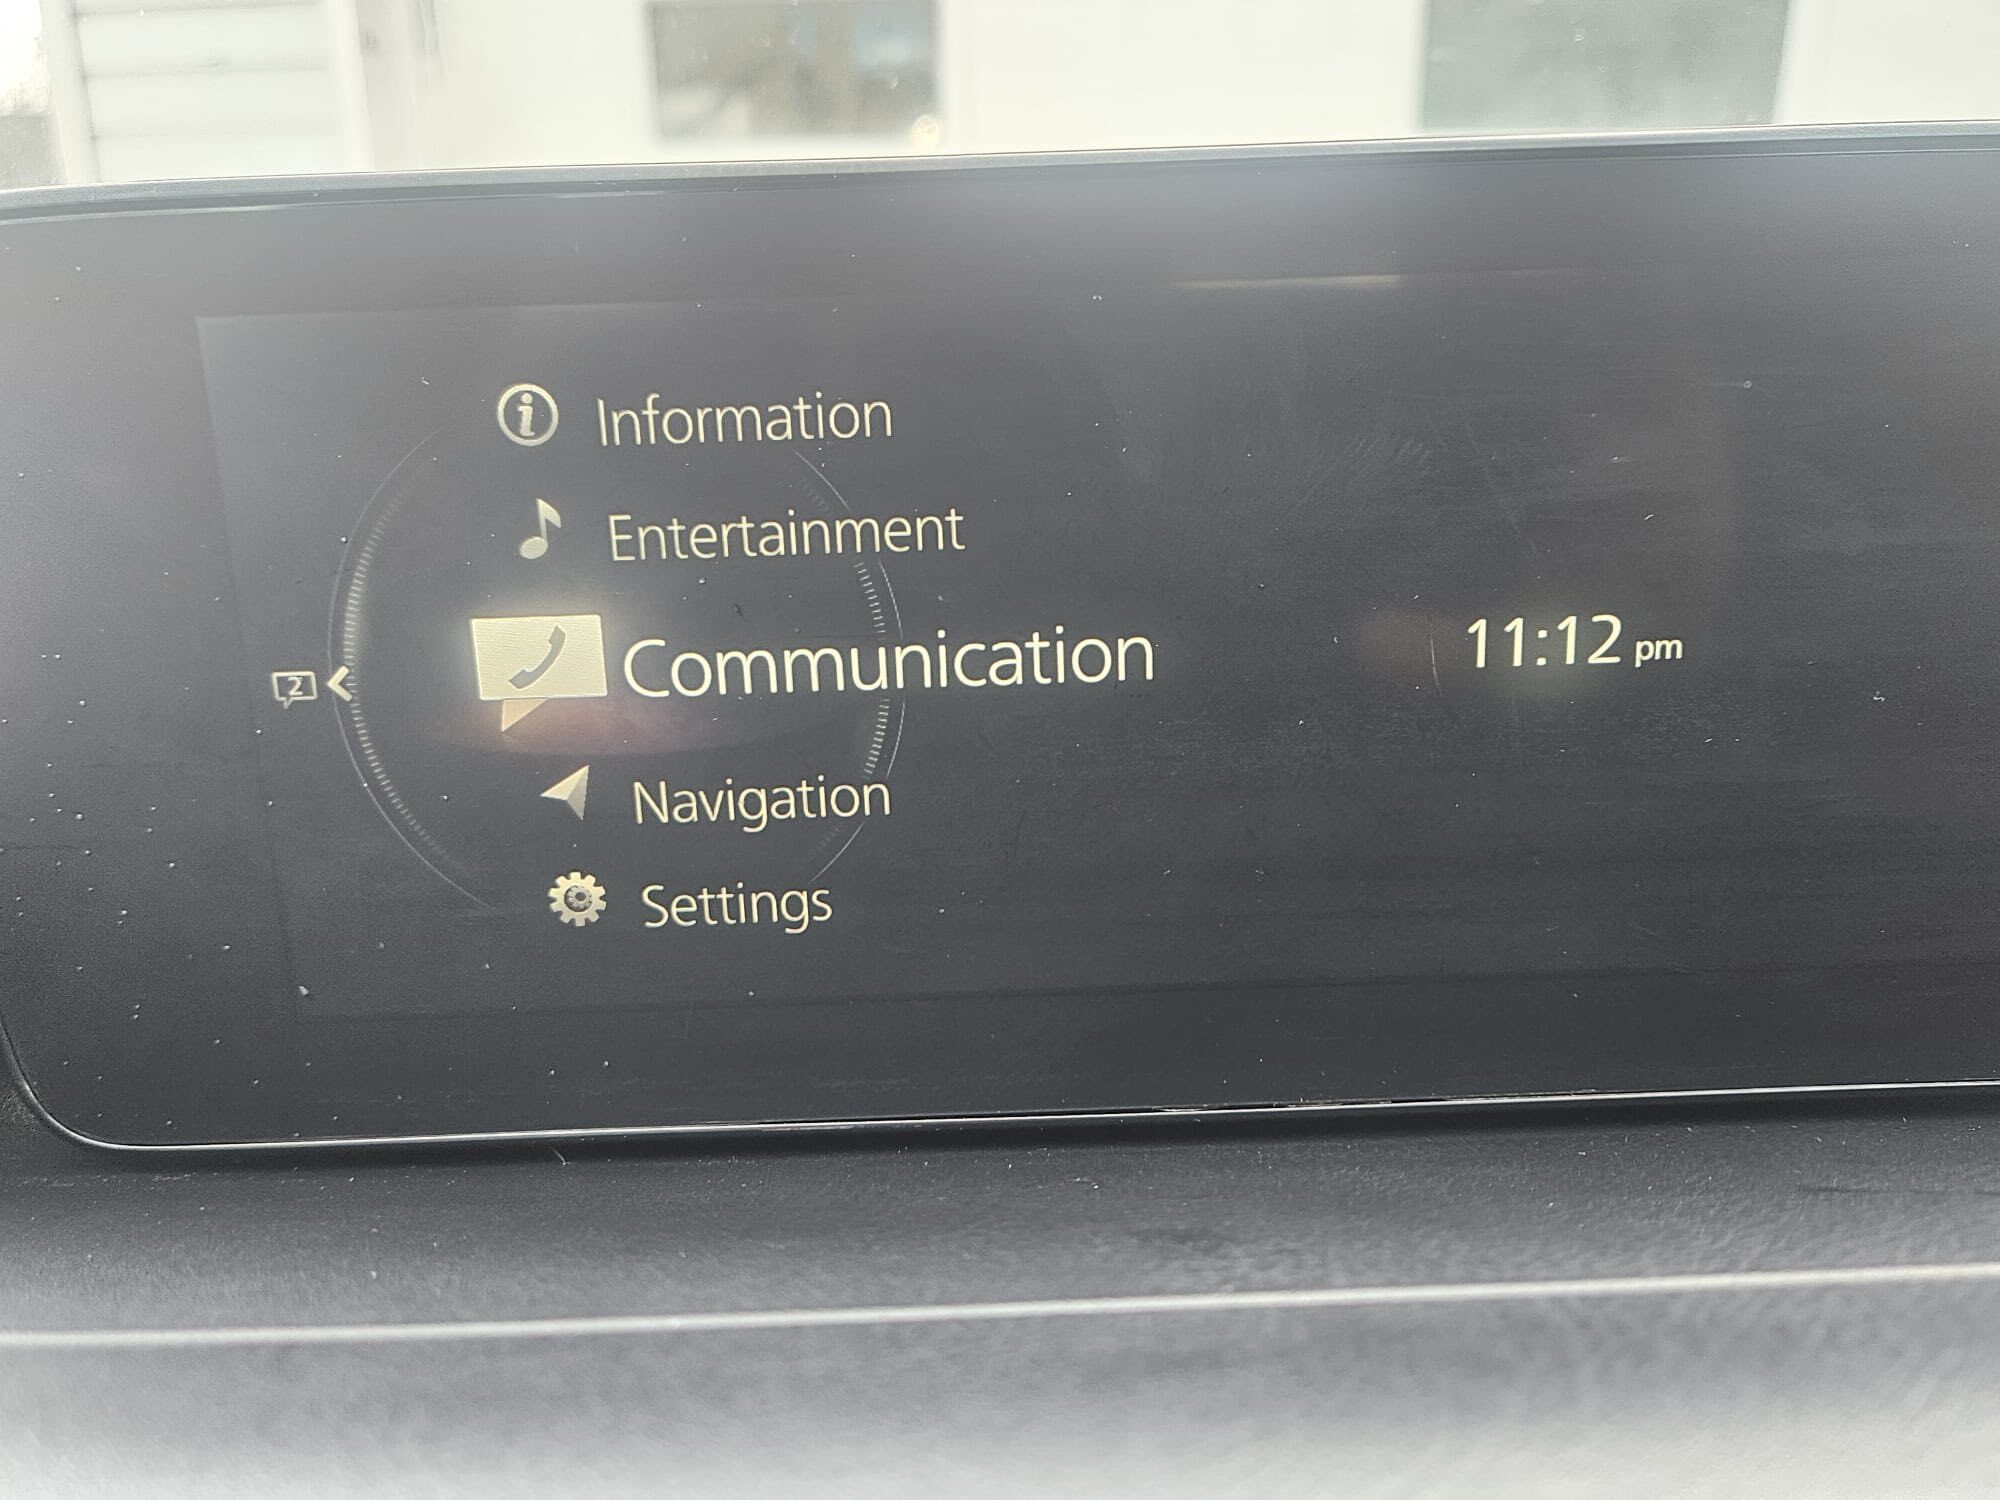 Information
Entertainment
2
Communication
11:12 pm
Navigation
Settings